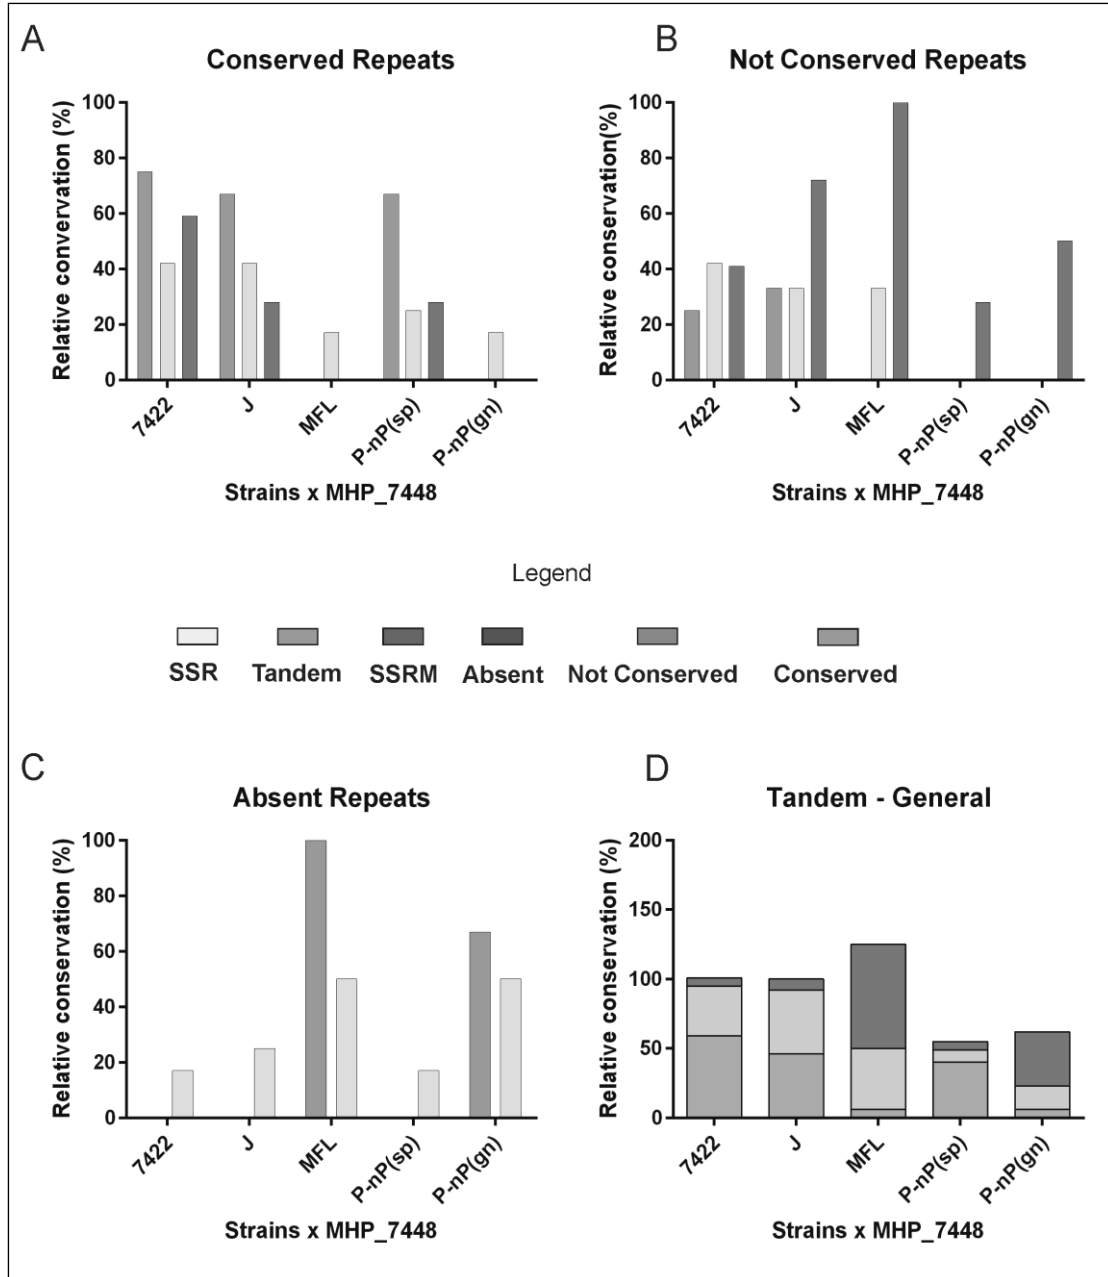 A
Conserved Repeats
Relative convervation (%)
100
80
60
40
20
0
7422
J
MFL
P-nP(sp)
P-nP(gn)
Strains x MHP_7448
B
Not Conserved Repeats
Relative conservation(%)
100
80
60
40
20
0
7422
J
MFL
P-nP(sp)
P-nP(gn)
Strains x MHP_7448
Legend
SSR Tandem SSRM Absent Not Conserved Conserved
C
Absent Repeats
Relative conservation (%)
100
80
60
40
20
0
7422
J
MFL
P-nP(sp)
P-nP(gn)
Strains x MHP_7448
D
Tandem - General
Relative conservation (%)
200
150
100
50
0
7422
J
MFL
P-nP(sp)
P-nP(gn)
Strains x MHP_7448